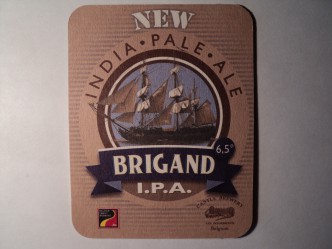 NEW
INDIA • PALE • ALE
6,5°
BRIGAND
I.P.A.
Belgium